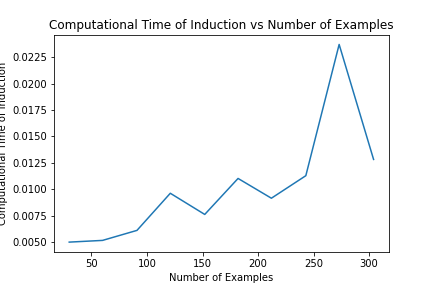 Computational Time of Induction vs Number of Examples
Computational Time of Induction
0.0225
0.0200
0.0175
0.0150
0.0125
0.0100
0.0075
0.0050
50 100 150 200 250 300
Number of Examples